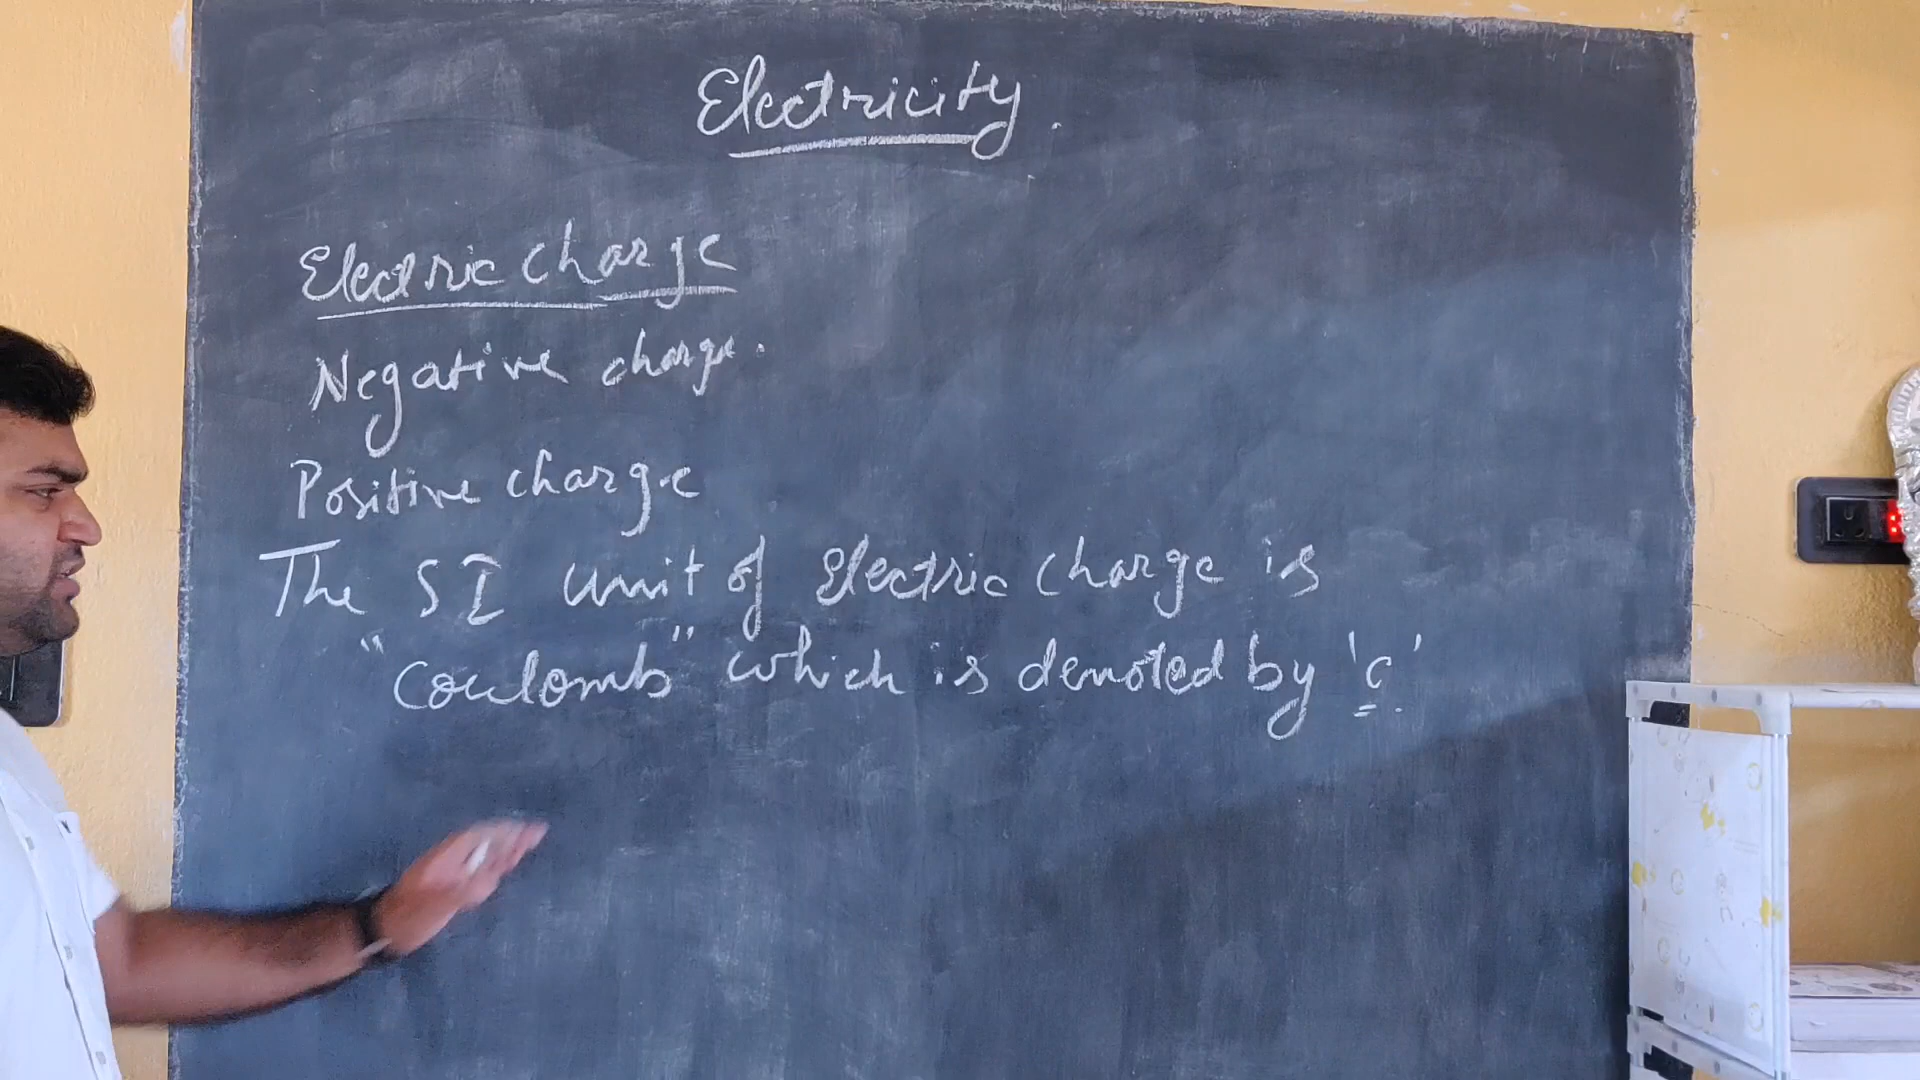 Electricity.
Electric charge
Negative charge.
Positive charge
The SI unit of Electric charge is
"Coulomb" which is denoted by 'c'.